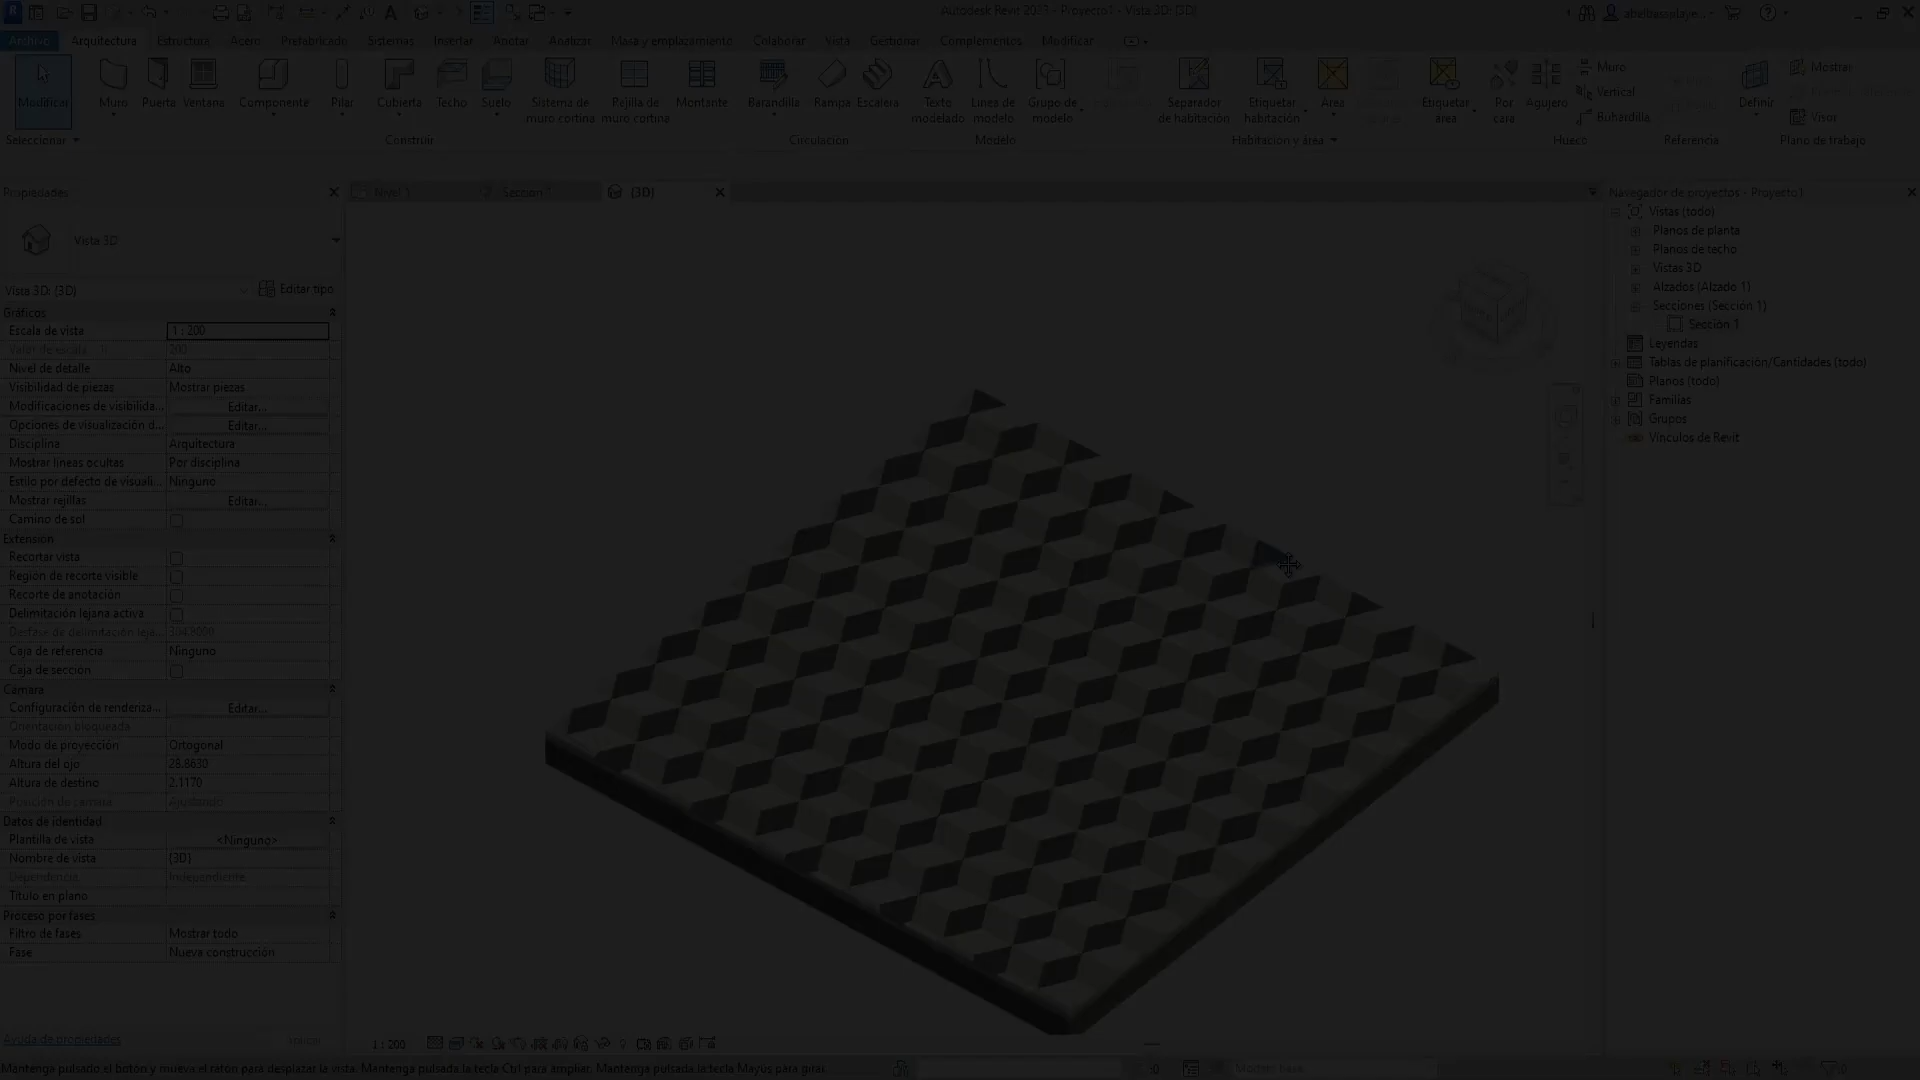 Autodesk Revit 2023 - Proyecto1 - Vista 3D: {3D}
Archivo Arquitectura Estructura Acero Prefabricado Sistemas Insertar Anotar Analizar Masa y emplazamiento Colaborar Vista Gestionar Complementos Modificar
Modificar Muro Puerta Ventana Componente Pilar Cubierta Techo Suelo Sistema de muro cortina Rejilla de muro cortina Montante Barandilla Rampa Escalera Texto modelado Línea de modelo Grupo de modelo Separador de habitación Etiquetar habitación Área Etiquetar área Por cara Agujero Muro Vertical Buhardilla Definir Mostrar Visor
Seleccionar Construir Circulación Modelo Habitación y área Hueco Referencia Plano de trabajo
Propiedades
Nivel 1 Sección 1 {3D}
Navegador de proyectos - Proyecto1
Vista 3D
Vista 3D: {3D} Editar tipo
Gráficos
Escala de vista 1 : 200
Valor de escala 1: 200
Nivel de detalle Alto
Visibilidad de piezas Mostrar piezas
Modificaciones de visibilida... Editar...
Opciones de visualización d... Editar...
Disciplina Arquitectura
Mostrar líneas ocultas Por disciplina
Estilo por defecto de visuali... Ninguno
Mostrar rejillas Editar...
Camino de sol
Extensión
Recortar vista
Región de recorte visible
Recorte de anotación
Delimitación lejana activa
Desfase de delimitación leja... 304.8000
Caja de referencia Ninguno
Caja de sección
Cámara
Configuración de renderiza... Editar...
Orientación bloqueada
Modo de proyección Ortogonal
Altura del ojo 28.8630
Altura de destino 2.1170
Posición de cámara Ajustando
Datos de identidad
Plantilla de vista <Ninguno>
Nombre de vista {3D}
Dependencia Independiente
Título en plano
Proceso por fases
Filtro de fases Mostrar todo
Fase Nueva construcción
Ayuda de propiedades
Vistas (todo)
Planos de planta
Planos de techo
Vistas 3D
Alzados (Alzado 1)
Secciones (Sección 1)
Sección 1
Leyendas
Tablas de planificación/Cantidades (todo)
Planos (todo)
Familias
Grupos
Vínculos de Revit
1 : 200
Mantenga pulsado el botón y mueva el ratón para desplazar la vista. Mantenga pulsada la tecla Ctrl para ampliar. Mantenga pulsada la tecla Mayús para girar.
:0 Modelo base